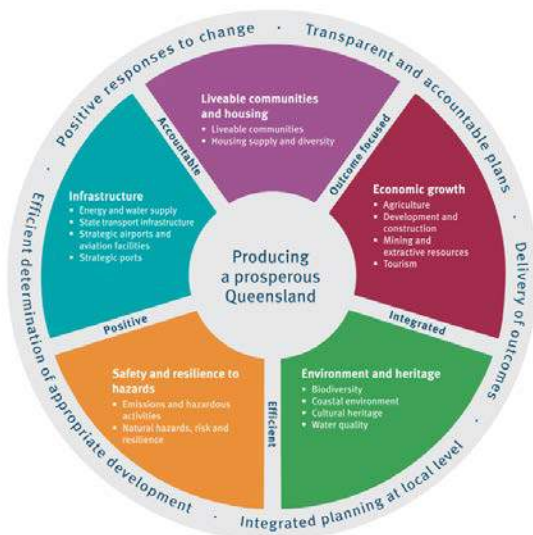 Positive responses to change · Transparent and accountable plans · Delivery of outcomes · Integrated planning at local level · Efficient determination of appropriate development ·
Liveable communities
and housing
▪ Liveable communities
▪ Housing supply and diversity
Accountable
Outcome focused
Infrastructure
▪ Energy and water supply
▪ State transport infrastructure
▪ Strategic airports and
aviation facilities
▪ Strategic ports
Economic growth
▪ Agriculture
▪ Development and
construction
▪ Mining and
extractive resources
▪ Tourism
Producing
a prosperous
Queensland
Positive
Integrated
Safety and resilience to
hazards
▪ Emissions and hazardous
activities
▪ Natural hazards, risk and
resilience
Efficient
Environment and heritage
▪ Biodiversity
▪ Coastal environment
▪ Cultural heritage
▪ Water quality